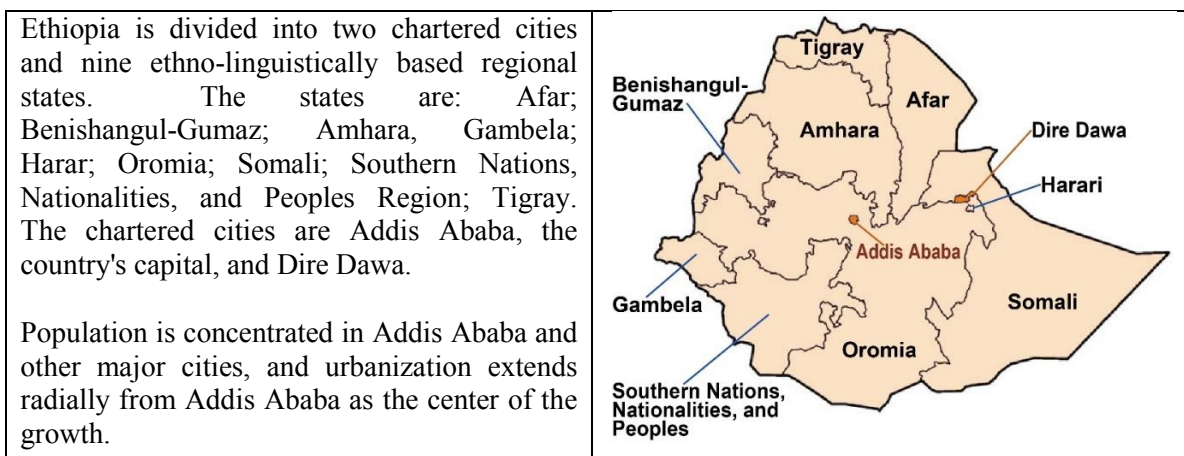 Ethiopia is divided into two chartered cities
and nine ethno-linguistically based regional
states. The states are: Afar;
Benishangul-Gumaz; Amhara, Gambela;
Harar; Oromia; Somali; Southern Nations,
Nationalities, and Peoples Region; Tigray.
The chartered cities are Addis Ababa, the
country's capital, and Dire Dawa.
Population is concentrated in Addis Ababa and
other major cities, and urbanization extends
radially from Addis Ababa as the center of the
growth.
Tigray
Benishangul-
Gumaz
Afar
Amhara
Dire Dawa
Harari
Addis Ababa
Gambela
Somali
Oromia
Southern Nations,
Nationalities, and
Peoples